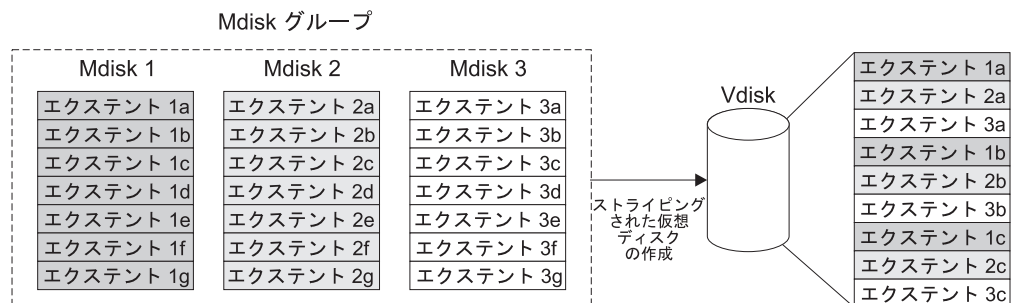 Mdisk グループ
Mdisk 1
エクステント 1a
エクステント 1b
エクステント 1c
エクステント 1d
エクステント 1e
エクステント 1f
エクステント 1g
Mdisk 2
エクステント 2a
エクステント 2b
エクステント 2c
エクステント 2d
エクステント 2e
エクステント 2f
エクステント 2g
Mdisk 3
エクステント 3a
エクステント 3b
エクステント 3c
エクステント 3d
エクステント 3e
エクステント 3f
エクステント 3g
ストライピング
された仮想
ディスク
の作成
Vdisk
エクステント 1a
エクステント 2a
エクステント 3a
エクステント 1b
エクステント 2b
エクステント 3b
エクステント 1c
エクステント 2c
エクステント 3c